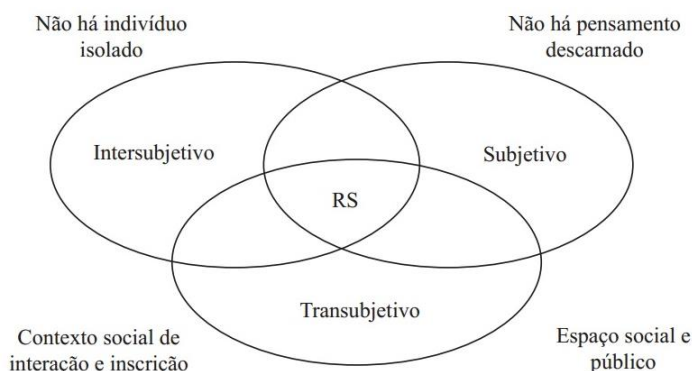 Não há indivíduo
isolado
Não há pensamento
descarnado
Intersubjetivo
Subjetivo
RS
Transubjetivo
Contexto social de
interação e inscrição
Espaço social e
público